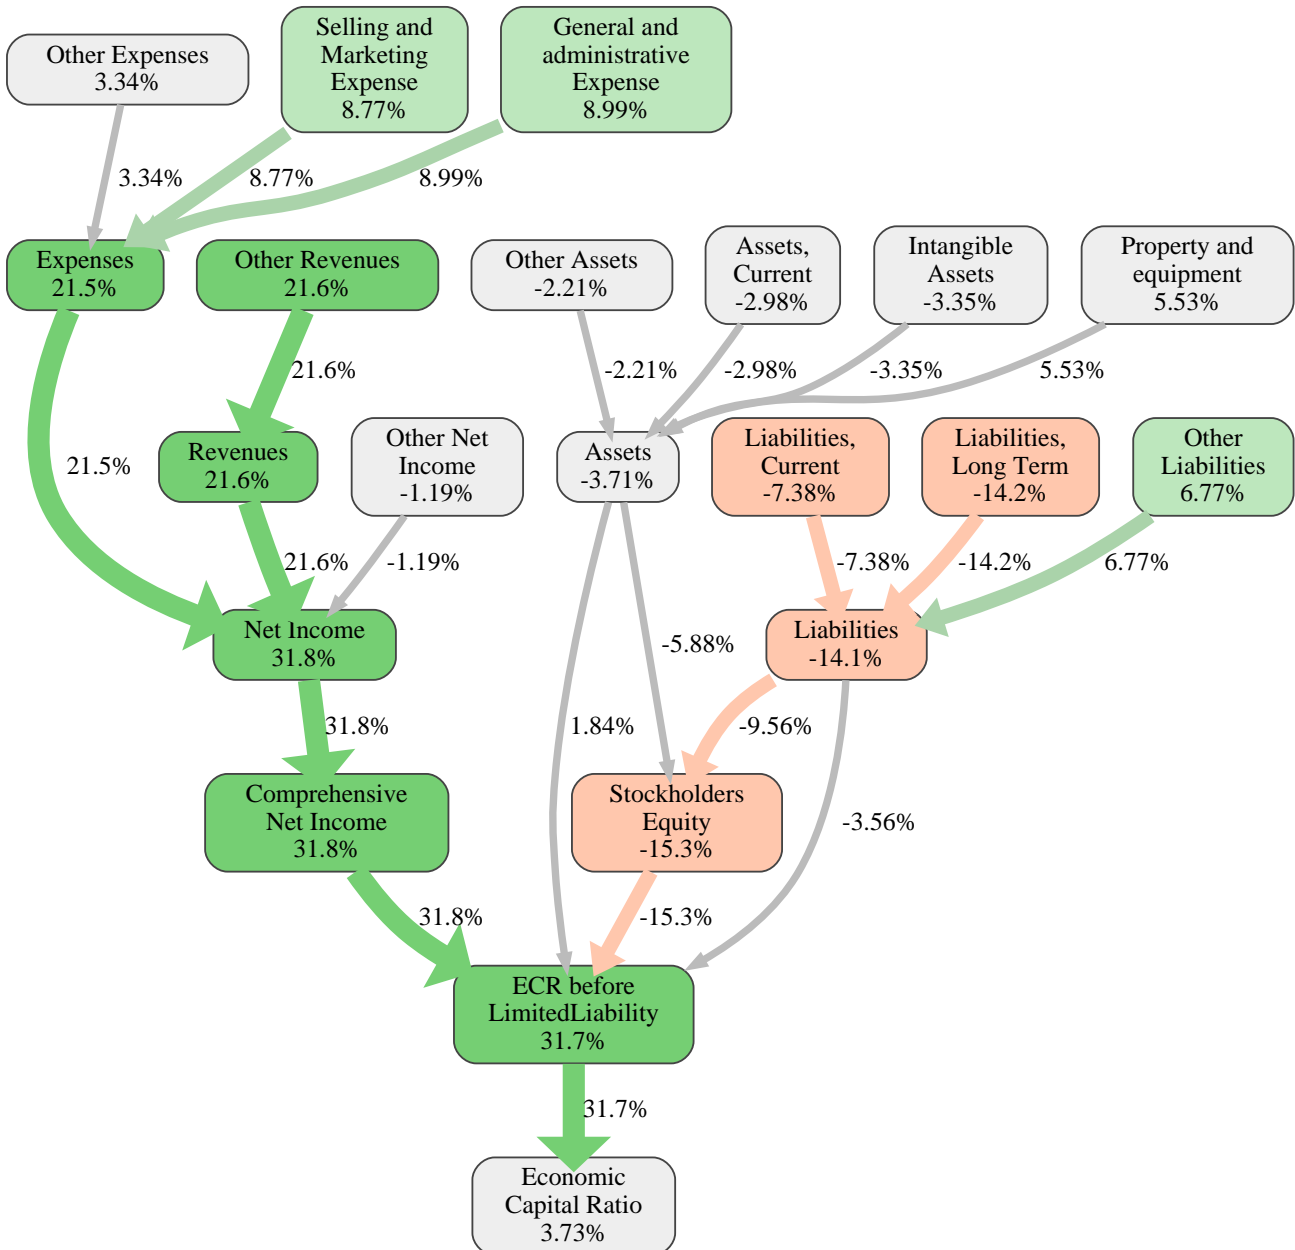 Other Expenses
3.34%
Selling and
Marketing
Expense
8.77%
General and
administrative
Expense
8.99%
3.34%
8.77%
8.99%
Expenses
21.5%
Other Revenues
21.6%
Other Assets
-2.21%
Assets,
Current
-2.98%
Intangible
Assets
-3.35%
Property and
equipment
5.53%
21.6%
-2.21%
-2.98%
-3.35%
5.53%
21.5%
Revenues
21.6%
Other Net
Income
-1.19%
Assets
-3.71%
Liabilities,
Current
-7.38%
Liabilities,
Long Term
-14.2%
Other
Liabilities
6.77%
21.6%
-1.19%
-7.38%
-14.2%
6.77%
Net Income
31.8%
-5.88%
Liabilities
-14.1%
31.8%
1.84%
-9.56%
Comprehensive
Net Income
31.8%
Stockholders
Equity
-15.3%
-3.56%
31.8%
-15.3%
ECR before
LimitedLiability
31.7%
31.7%
Economic
Capital Ratio
3.73%